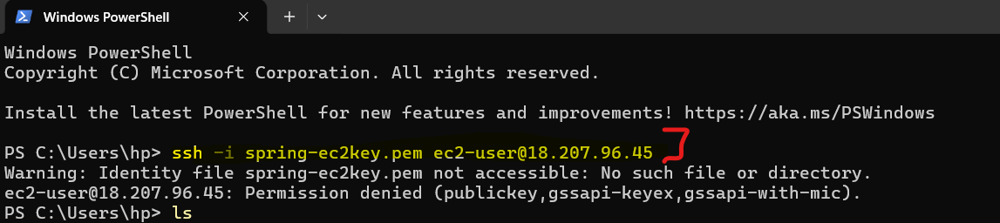 Windows PowerShell
Windows PowerShell
Copyright (C) Microsoft Corporation. All rights reserved.
Install the latest PowerShell for new features and improvements! https://aka.ms/PSWindows
PS C:\Users\hp> ssh -i spring-ec2key.pem ec2-user@18.207.96.45
Warning: Identity file spring-ec2key.pem not accessible: No such file or directory.
ec2-user@18.207.96.45: Permission denied (publickey,gssapi-keyex,gssapi-with-mic).
PS C:\Users\hp> ls